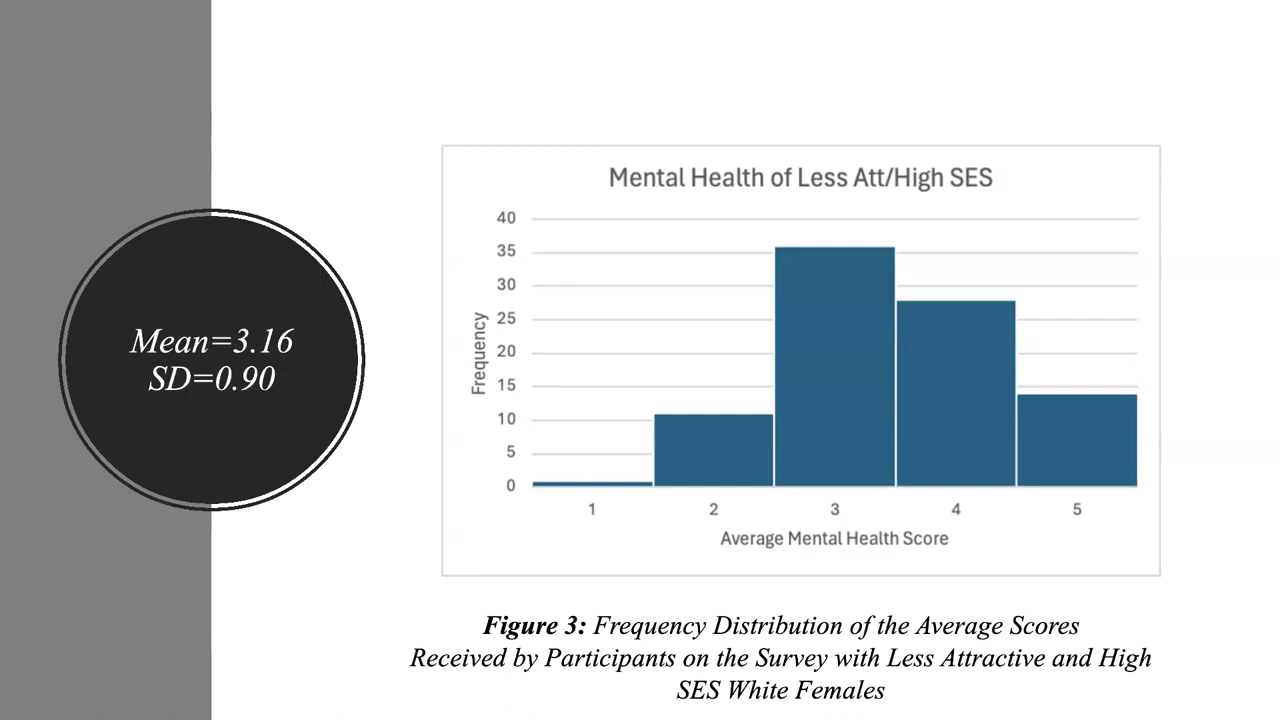 Mean=3.16
SD=0.90
Mental Health of Less Att/High SES
40
35
30
25
20
15
10
5
0
Frequency
1 2 3 4 5
Average Mental Health Score
Figure 3: Frequency Distribution of the Average Scores
Received by Participants on the Survey with Less Attractive and High
SES White Females